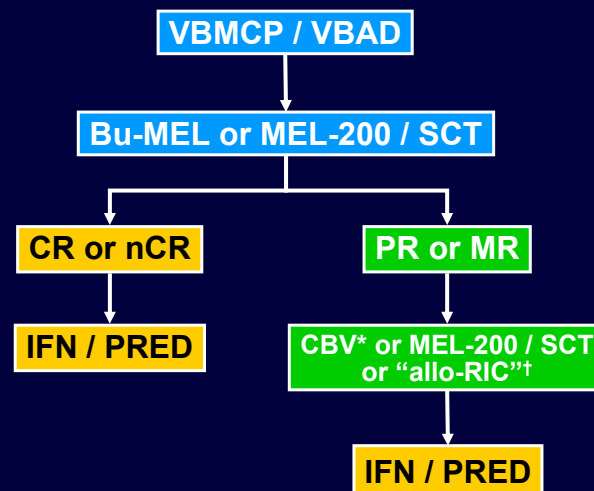 VBMCP / VBAD
Bu-MEL or MEL-200 / SCT
CR or nCR
PR or MR
IFN / PRED
CBV* or MEL-200 / SCT
or “allo-RIC”†
IFN / PRED